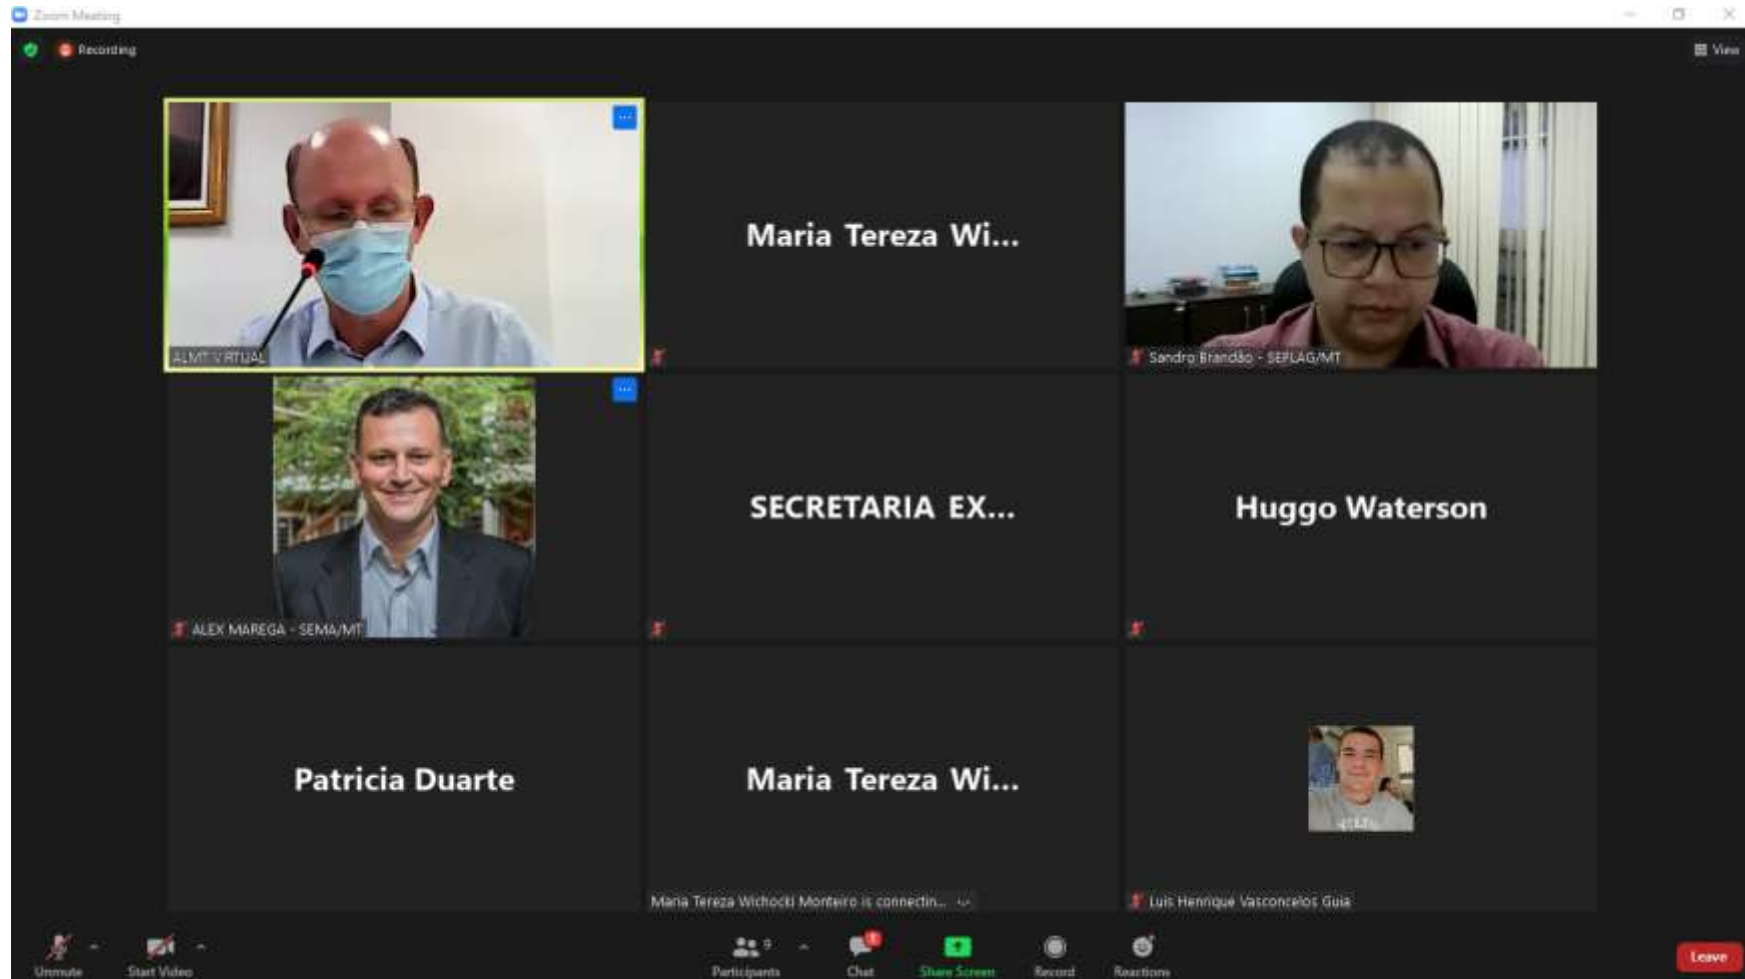 Zoom Meeting
Recording
View
ALMT VIRTUAL
Maria Tereza Wi...
Sandro Brandão - SEPLAG/MT
ALEX MAREGA - SEMA/MT
SECRETARIA EX...
Huggo Waterson
Patricia Duarte
Maria Tereza Wi...
Maria Tereza Wichocki Monteiro is connectin...
Luis Henrique Vasconcelos Guia
Unmute
Start Video
9
Participants
1
Chat
Share Screen
Record
Reactions
Leave